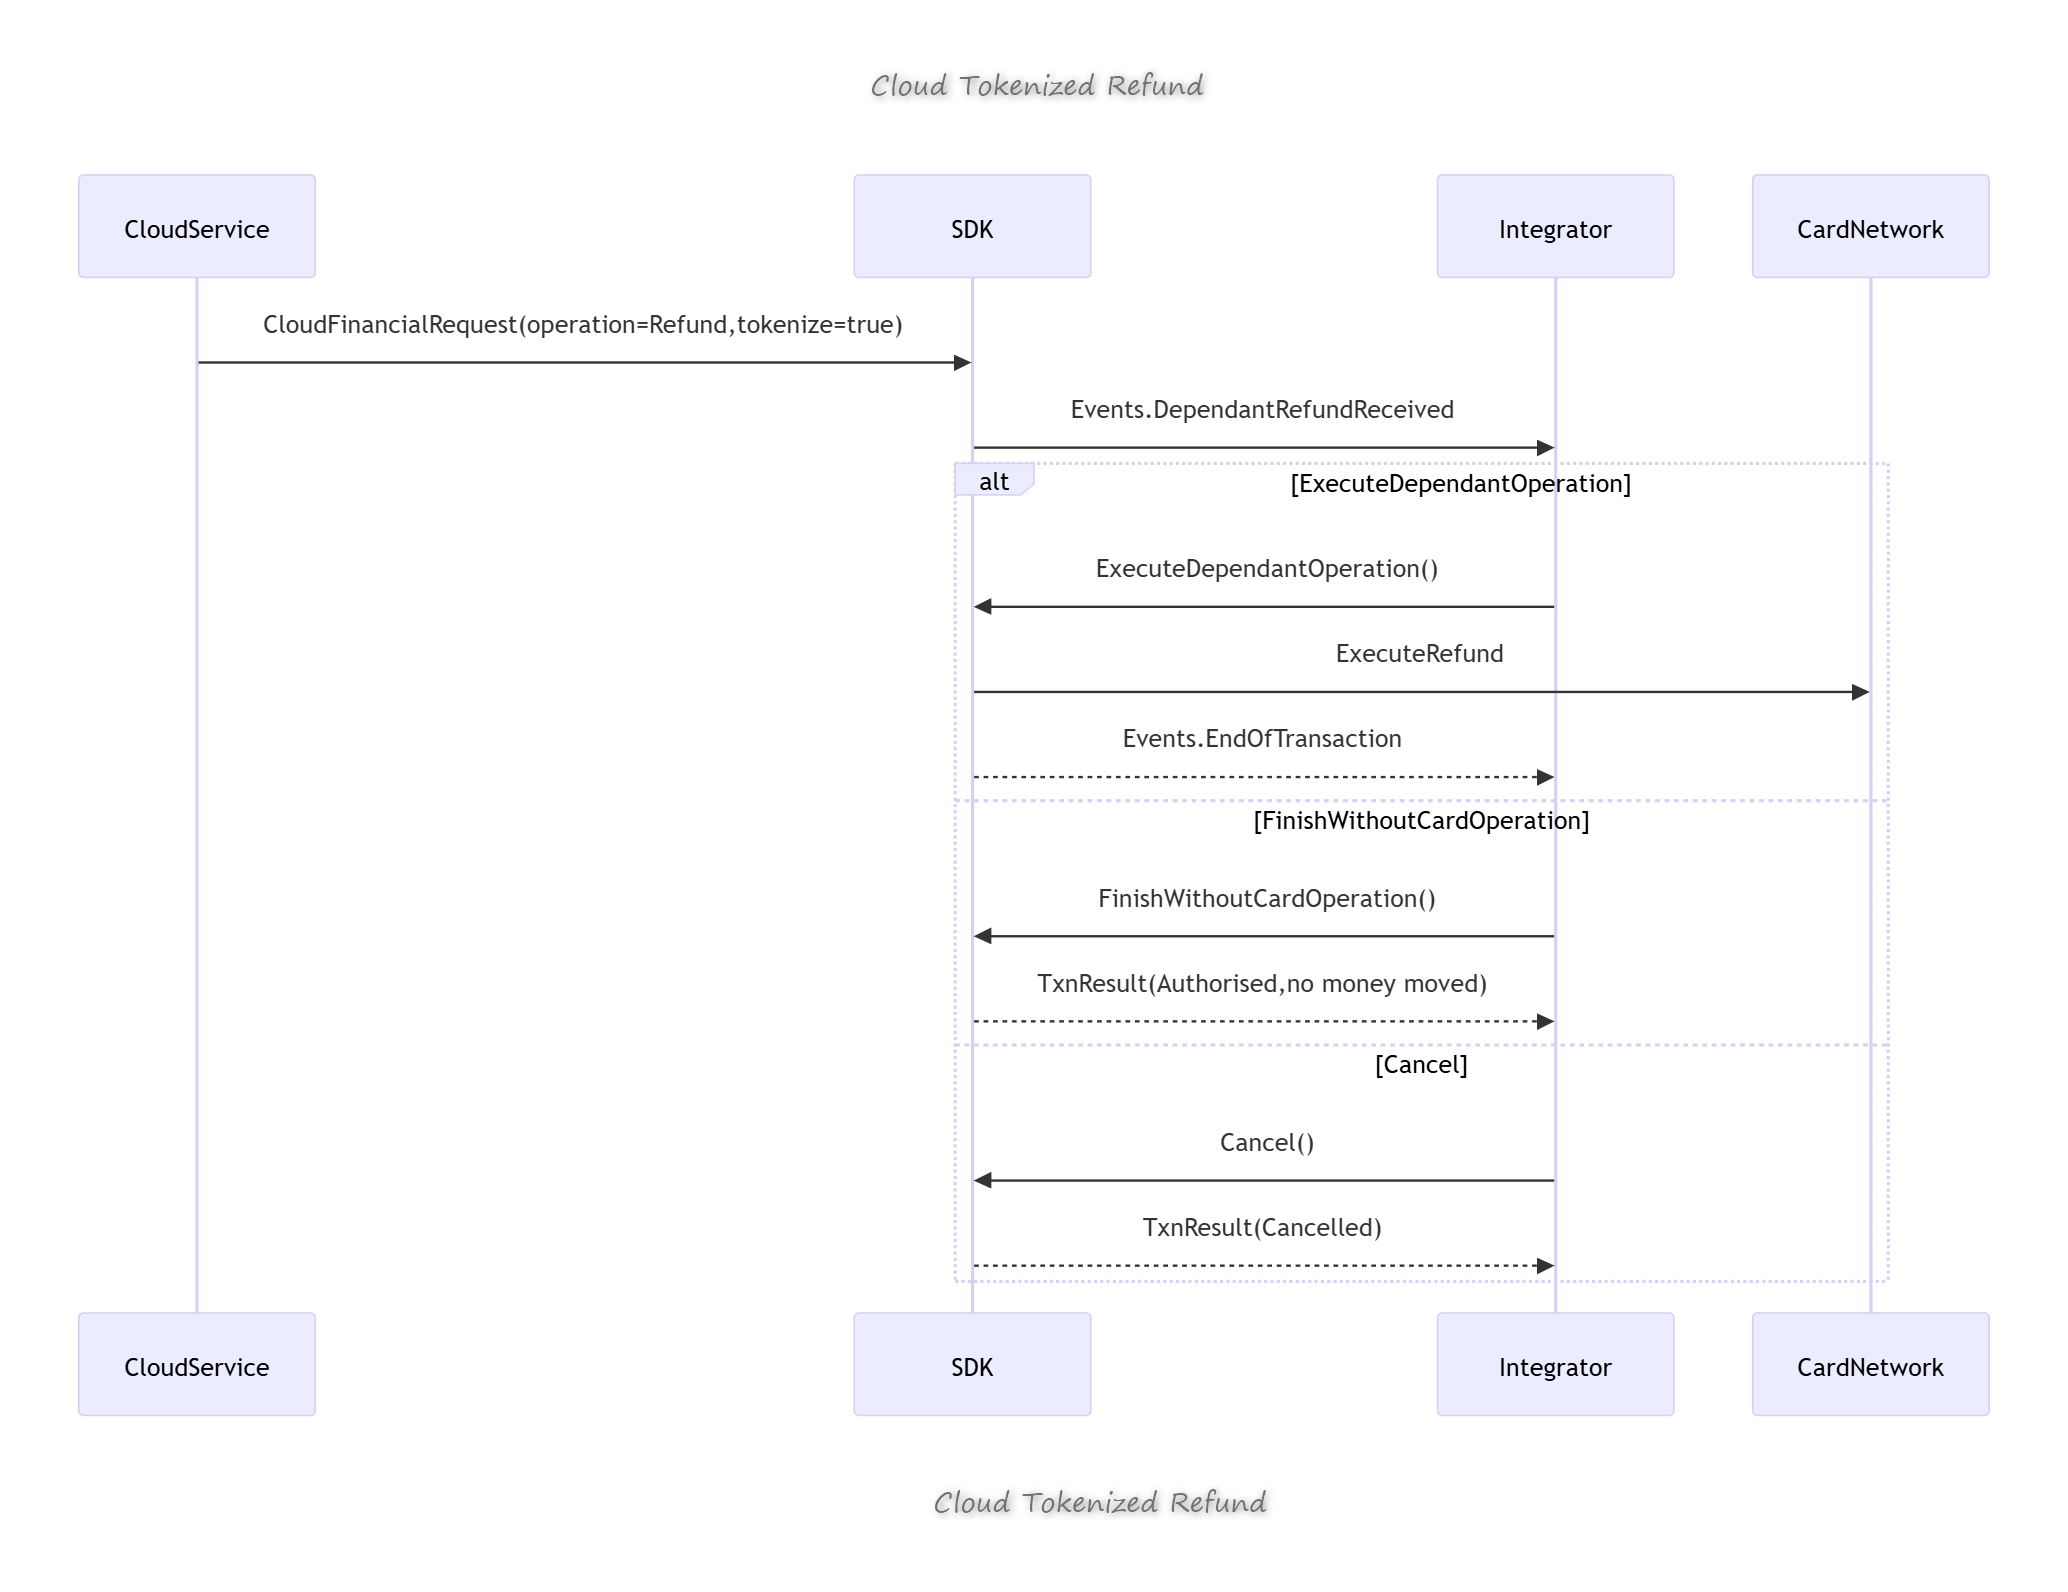 Cloud Tokenized Refund
CloudService
SDK
Integrator
CardNetwork
CloudFinancialRequest(operation=Refund,tokenize=true)
Events.DependantRefundReceived
alt
[ExecuteDependantOperation]
ExecuteDependantOperation()
ExecuteRefund
Events.EndOfTransaction
[FinishWithoutCardOperation]
FinishWithoutCardOperation()
TxnResult(Authorised,no money moved)
[Cancel]
Cancel()
TxnResult(Cancelled)
CloudService
SDK
Integrator
CardNetwork
Cloud Tokenized Refund